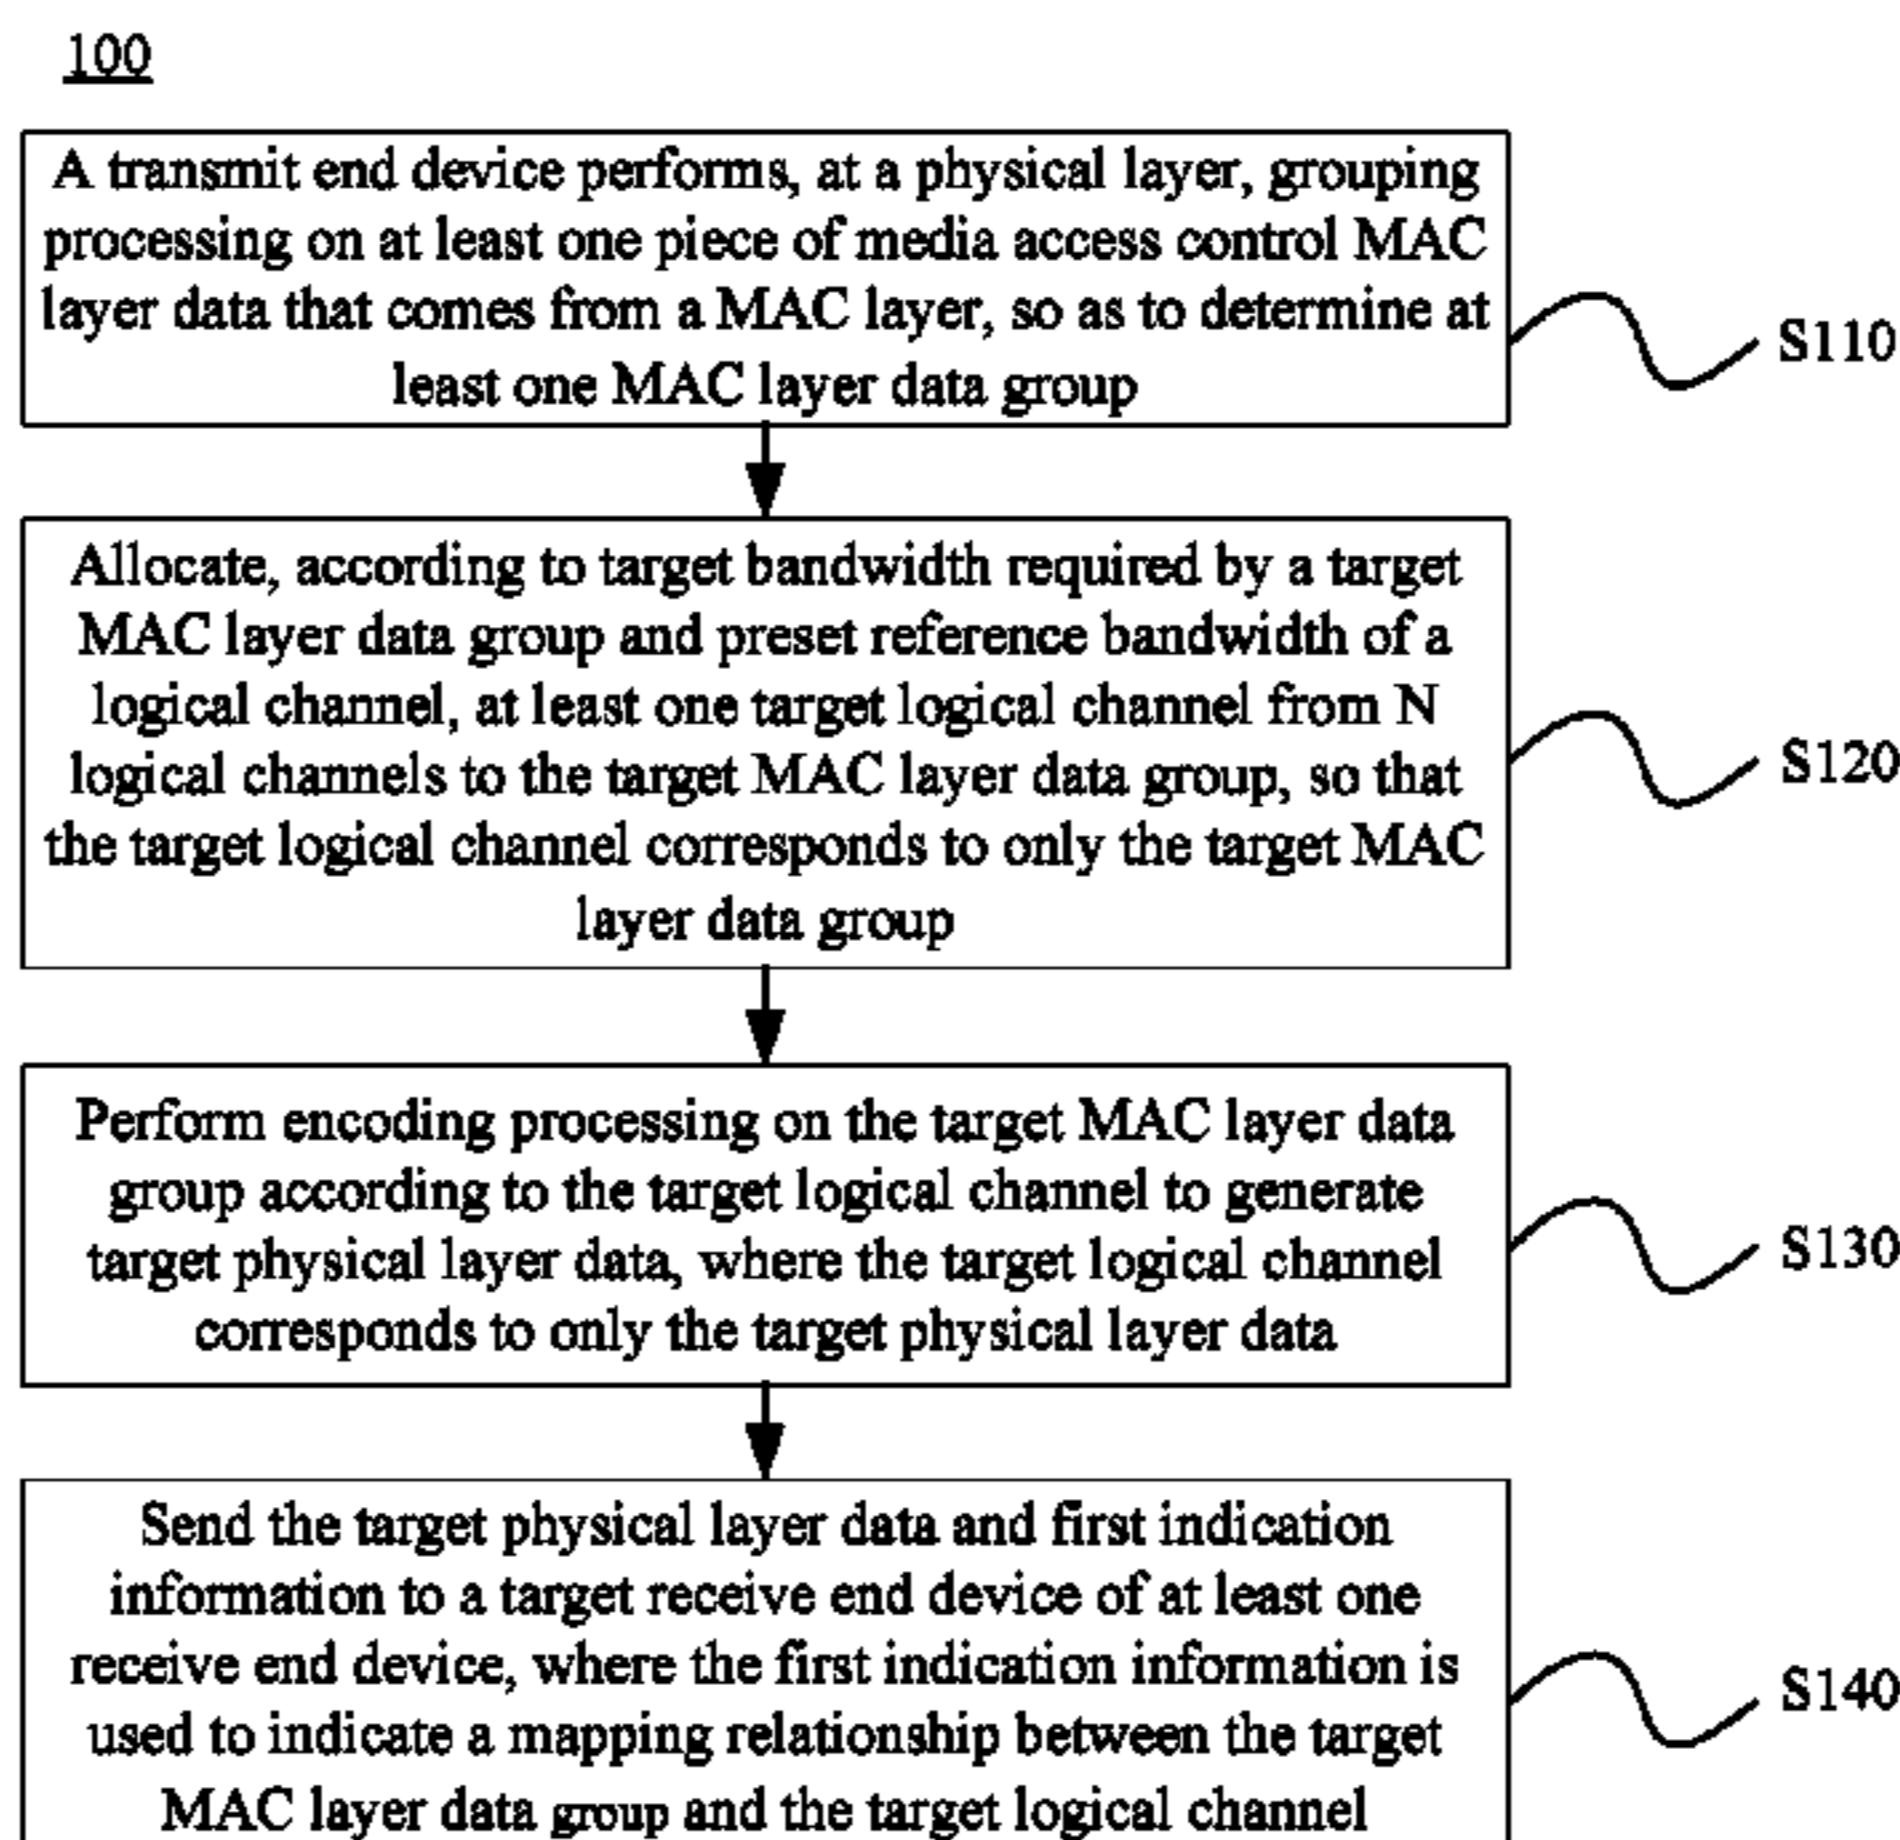 100
A transmit end device performs, at a physical layer, grouping
processing on at least one piece of media access control MAC
layer data that comes from a MAC layer, so as to determine at
least one MAC layer data group
S110
Allocate, according to target bandwidth required by a target
MAC layer data group and preset reference bandwidth of a
logical channel, at least one target logical channel from N
logical channels to the target MAC layer data group, so that
the target logical channel corresponds to only the target MAC
layer data group
S120
Perform encoding processing on the target MAC layer data
group according to the target logical channel to generate
target physical layer data, where the target logical channel
corresponds to only the target physical layer data
S130
Send the target physical layer data and first indication
information to a target receive end device of at least one
receive end device, where the first indication information is
used to indicate a mapping relationship between the target
MAC layer data group and the target logical channel
S140